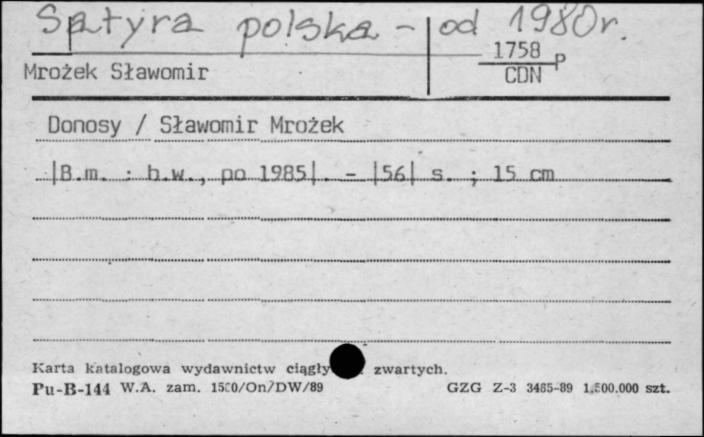 Satyra polska - od 1980r.
1758 P
Mrożek Sławomir CDN
Donosy / Sławomir Mrożek
|B.m. : b.w., po 1985|. - |56| s. ; 15 cm
Karta katalogowa wydawnictw ciągły zwartych.
Pu-B-144 W.A. zam. 1500/On/DW/89 GZG Z-3 3485-89 1.500.000 szt.